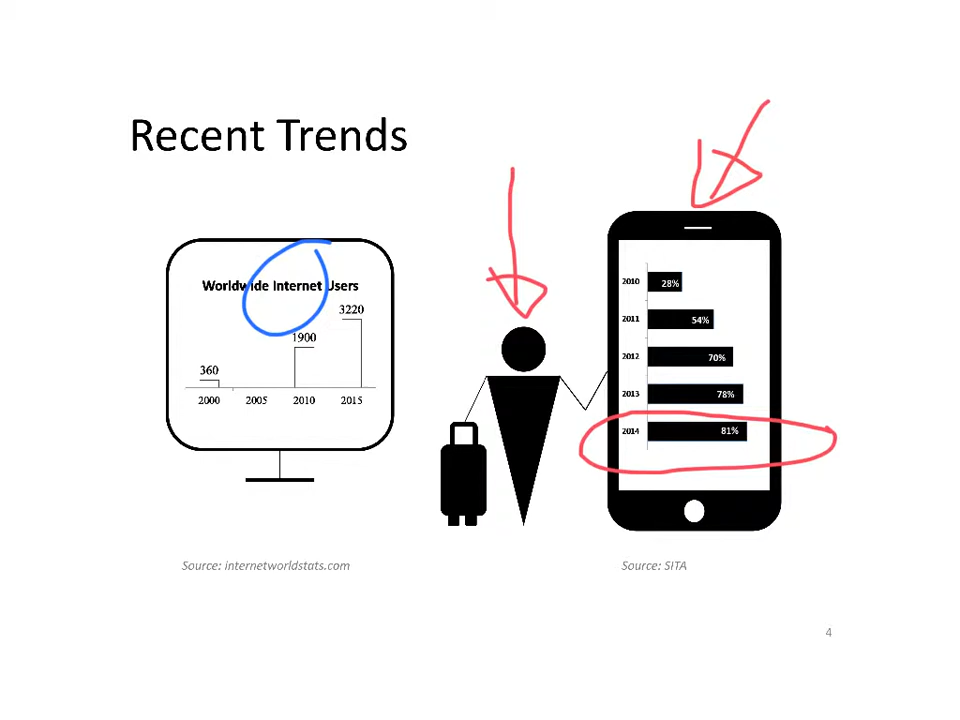 Recent Trends
Worldwide Internet Users
3220
1900
360
2000 2005 2010 2015
2010 28%
2011 54%
2012 70%
2013 78%
2014 81%
Source: internetworldstats.com
Source: SITA
4